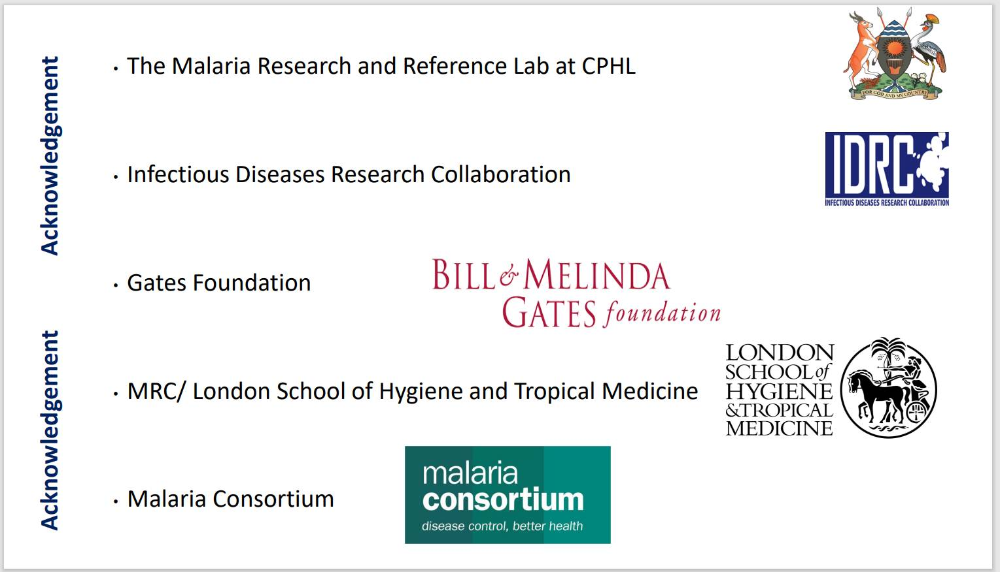 Acknowledgement
• The Malaria Research and Reference Lab at CPHL
FOR GOD AND MY COUNTRY
• Infectious Diseases Research Collaboration
IDRC
INFECTIOUS DISEASES RESEARCH COLLABORATION
• Gates Foundation
BILL & MELINDA
GATES foundation
Acknowledgement
• MRC/ London School of Hygiene and Tropical Medicine
LONDON
SCHOOL of
HYGIENE
&TROPICAL
MEDICINE
• Malaria Consortium
malaria
consortium
disease control, better health